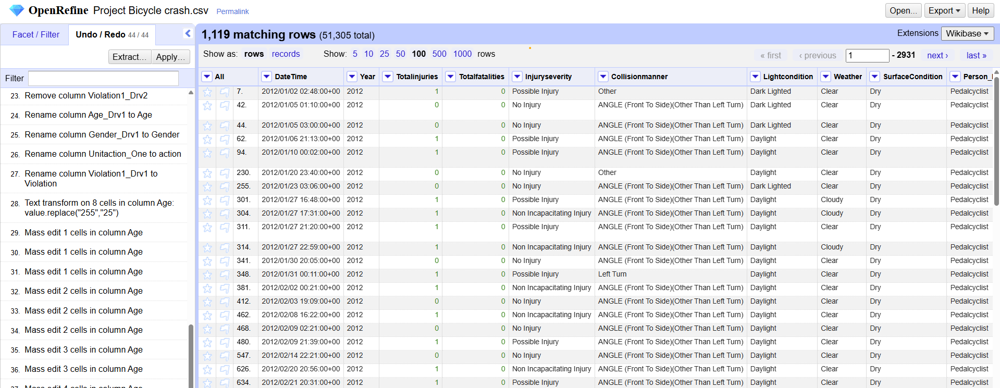 OpenRefine Project Bicycle crash.csv Permalink
Open... Export Help
Facet / Filter Undo / Redo 44 / 44
Extract... Apply...
Filter
23. Remove column Violation1_Drv2
24. Rename column Age_Drv1 to Age
25. Rename column Gender_Drv1 to Gender
26. Rename column Unitaction_One to action
27. Rename column Violation1_Drv1 to
Violation
28. Text transform on 8 cells in column Age:
value.replace("255","25")
29. Mass edit 1 cells in column Age
30. Mass edit 1 cells in column Age
31. Mass edit 1 cells in column Age
32. Mass edit 2 cells in column Age
33. Mass edit 2 cells in column Age
34. Mass edit 2 cells in column Age
35. Mass edit 3 cells in column Age
36. Mass edit 3 cells in column Age
37. Mass edit 4 cells in column Age
1,119 matching rows (51,305 total)
Extensions Wikibase
Show as: rows records Show: 5 10 25 50 100 500 1000 rows
« first ‹ previous 1 - 2931 next › last »
All DateTime Year Totalinjuries Totalfatalities Injuryseverity Collisionmanner Lightcondition Weather SurfaceCondition Person_
7. 2012/01/02 02:48:00+00 2012 1 0 Possible Injury Other Dark Lighted Clear Dry Pedalcyclist
42. 2012/01/05 01:10:00+00 2012 0 0 No Injury ANGLE (Front To Side)(Other Than Left Turn) Dark Lighted Clear Dry Pedalcyclist
44. 2012/01/05 03:00:00+00 2012 0 0 No Injury ANGLE (Front To Side)(Other Than Left Turn) Dark Lighted Clear Dry Pedalcyclist
62. 2012/01/06 21:13:00+00 2012 1 0 Possible Injury ANGLE (Front To Side)(Other Than Left Turn) Daylight Clear Dry Pedalcyclist
94. 2012/01/10 00:02:00+00 2012 1 0 Possible Injury ANGLE (Front To Side)(Other Than Left Turn) Daylight Clear Dry Pedalcyclist
230. 2012/01/20 23:40:00+00 2012 0 0 No Injury Other Daylight Clear Dry Pedalcyclist
255. 2012/01/23 03:06:00+00 2012 0 0 No Injury ANGLE (Front To Side)(Other Than Left Turn) Dark Lighted Clear Dry Pedalcyclist
301. 2012/01/27 16:48:00+00 2012 1 0 Possible Injury ANGLE (Front To Side)(Other Than Left Turn) Daylight Cloudy Dry Pedalcyclist
304. 2012/01/27 17:31:00+00 2012 1 0 Non Incapacitating Injury ANGLE (Front To Side)(Other Than Left Turn) Daylight Cloudy Dry Pedalcyclist
311. 2012/01/27 21:20:00+00 2012 1 0 Possible Injury ANGLE (Front To Side)(Other Than Left Turn) Daylight Clear Dry Pedalcyclist
314. 2012/01/27 22:59:00+00 2012 1 0 Non Incapacitating Injury ANGLE (Front To Side)(Other Than Left Turn) Daylight Cloudy Dry Pedalcyclist
341. 2012/01/30 20:05:00+00 2012 0 0 No Injury ANGLE (Front To Side)(Other Than Left Turn) Daylight Clear Dry Pedalcyclist
348. 2012/01/31 00:11:00+00 2012 1 0 Possible Injury Left Turn Daylight Clear Dry Pedalcyclist
381. 2012/02/02 00:21:00+00 2012 1 0 Non Incapacitating Injury ANGLE (Front To Side)(Other Than Left Turn) Daylight Clear Dry Pedalcyclist
412. 2012/02/03 19:09:00+00 2012 0 0 No Injury ANGLE (Front To Side)(Other Than Left Turn) Daylight Clear Dry Pedalcyclist
462. 2012/02/08 16:22:00+00 2012 1 0 Non Incapacitating Injury ANGLE (Front To Side)(Other Than Left Turn) Daylight Clear Dry Pedalcyclist
468. 2012/02/09 02:21:00+00 2012 0 0 No Injury ANGLE (Front To Side)(Other Than Left Turn) Daylight Clear Dry Pedalcyclist
480. 2012/02/09 21:39:00+00 2012 1 0 Possible Injury ANGLE (Front To Side)(Other Than Left Turn) Daylight Clear Dry Pedalcyclist
547. 2012/02/14 22:21:00+00 2012 0 0 No Injury ANGLE (Front To Side)(Other Than Left Turn) Daylight Clear Dry Pedalcyclist
626. 2012/02/20 20:56:00+00 2012 1 0 Non Incapacitating Injury ANGLE (Front To Side)(Other Than Left Turn) Daylight Clear Dry Pedalcyclist
634. 2012/02/21 20:31:00+00 2012 1 0 Possible Injury ANGLE (Front To Side)(Other Than Left Turn) Daylight Clear Dry Pedalcyclist